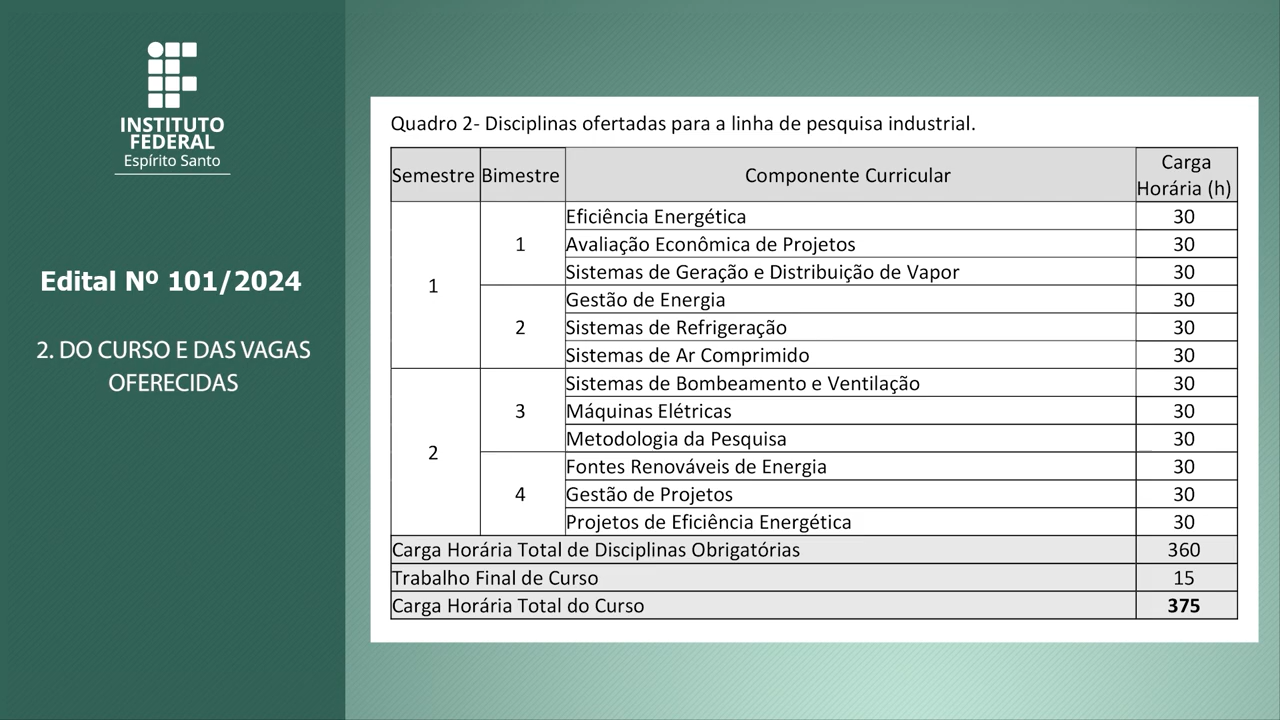 INSTITUTO
FEDERAL
Espírito Santo
Edital Nº 101/2024
2. DO CURSO E DAS VAGAS
OFERECIDAS
Quadro 2- Disciplinas ofertadas para a linha de pesquisa industrial.
Semestre Bimestre Componente Curricular Carga Horária (h)
1 1 Eficiência Energética 30
Avaliação Econômica de Projetos 30
Sistemas de Geração e Distribuição de Vapor 30
2 Gestão de Energia 30
Sistemas de Refrigeração 30
Sistemas de Ar Comprimido 30
2 3 Sistemas de Bombeamento e Ventilação 30
Máquinas Elétricas 30
Metodologia da Pesquisa 30
4 Fontes Renováveis de Energia 30
Gestão de Projetos 30
Projetos de Eficiência Energética 30
Carga Horária Total de Disciplinas Obrigatórias 360
Trabalho Final de Curso 15
Carga Horária Total do Curso 375